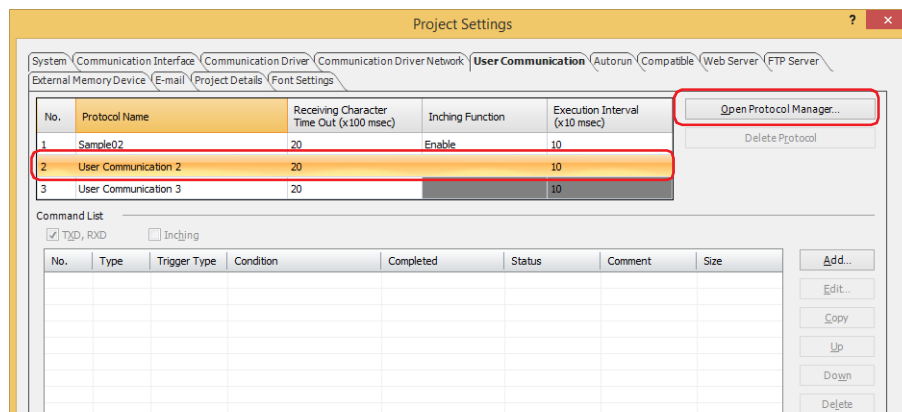 Project Settings
?
×
System Communication Interface Communication Driver Communication Driver Network User Communication Autorun Compatible Web Server FTP Server
External Memory Device E-mail Project Details Font Settings
No. Protocol Name Receiving Character Time Out (x100 msec) Inching Function Execution Interval (x10 msec)
Open Protocol Manager...
Delete Protocol
1 Sample02 20 Enable 10
2 User Communication 2 20 10
3 User Communication 3 20 10
Command List
TXD, RXD Inching
No. Type Trigger Type Condition Completed Status Comment Size
Add...
Edit...
Copy
Up
Down
Delete